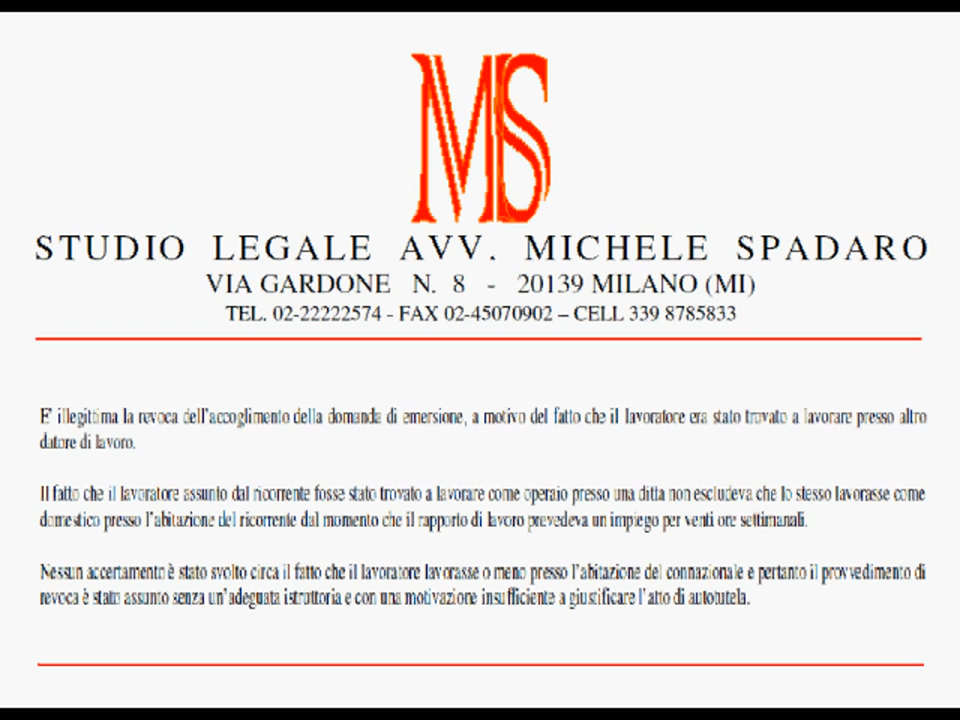 MS
STUDIO LEGALE AVV. MICHELE SPADARO
VIA GARDONE N. 8 - 20139 MILANO (MI)
TEL. 02-22222574 - FAX 02-45070902 – CELL 339 8785833
E' illegittima la revoca dell'accoglimento della domanda di emersione, a motivo del fatto che il lavoratore era stato trovato a lavorare presso altro
datore di lavoro.
Il fatto che il lavoratore assunto dal ricorrente fosse stato trovato a lavorare come operaio presso una ditta non escludeva che lo stesso lavorasse come
domestico presso l'abitazione del ricorrente dal momento che il rapporto di lavoro prevedeva un impiego per venti ore settimanali.
Nessun accertamento è stato svolto circa il fatto che il lavoratore lavorasse o meno presso l'abitazione del connazionale e pertanto il provvedimento di
revoca è stato assunto senza un'adeguata istruttoria e con una motivazione insufficiente a giustificare l'atto di autotutela.